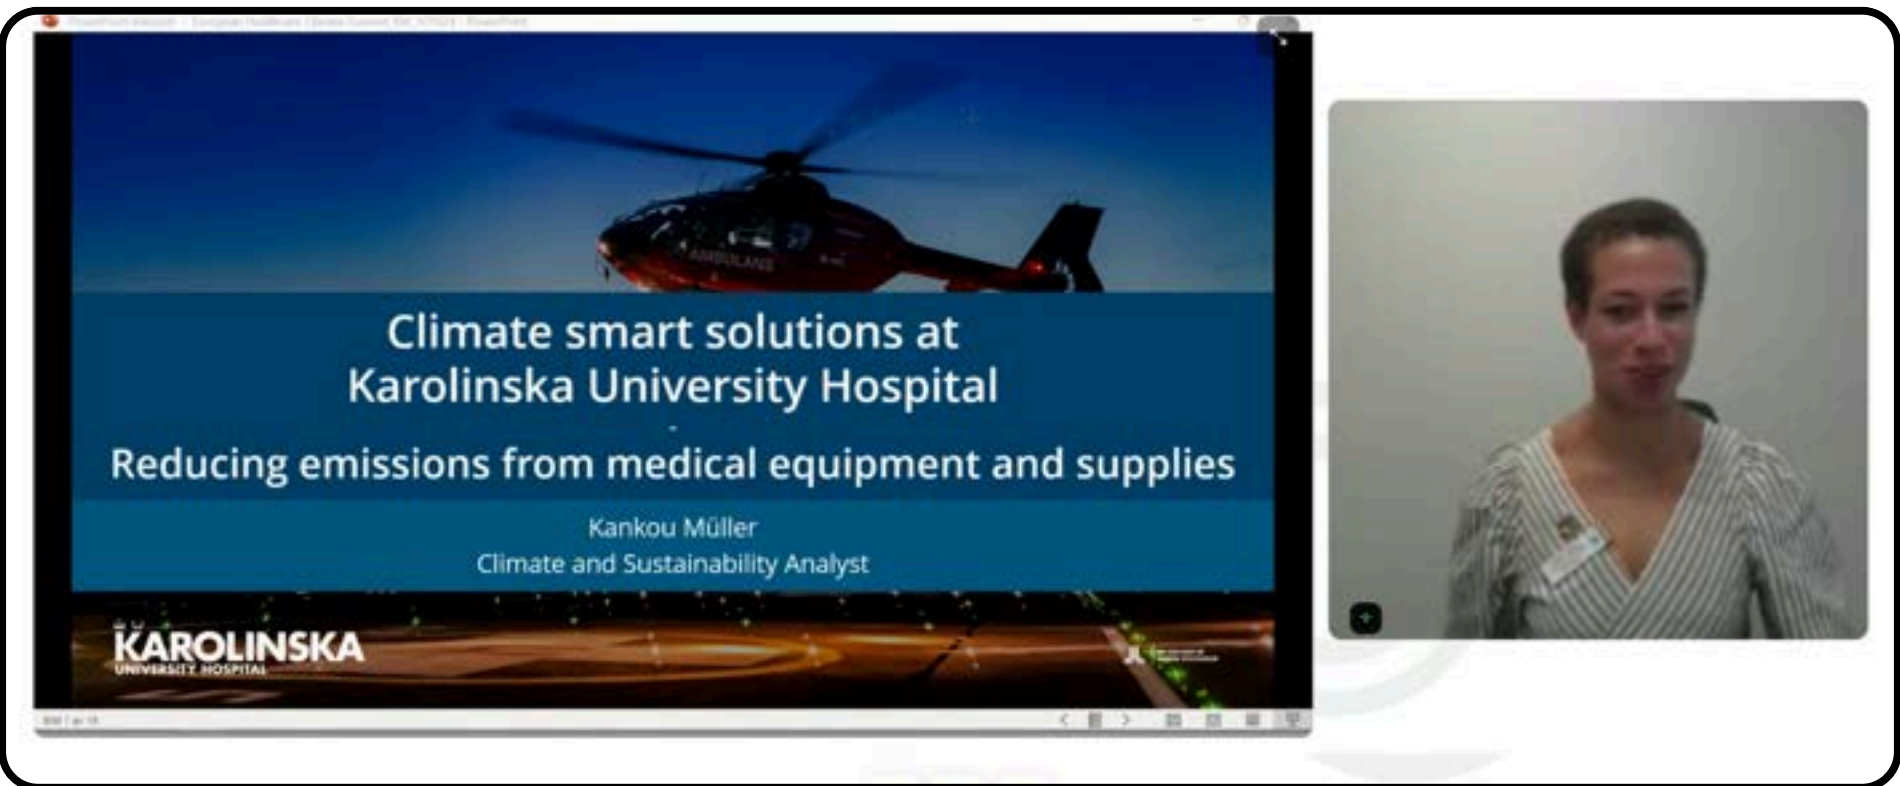 Climate smart solutions at
Karolinska University Hospital
-
Reducing emissions from medical equipment and supplies
Kankou Müller
Climate and Sustainability Analyst
AMBULANS
KAROLINSKA
UNIVERSITY HOSPITAL